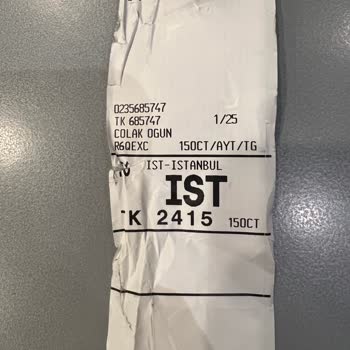 0235685747
TK 685747 1/25
COLAK OGUN
R6QEXC 15OCT/AYT/TG
IST-ISTANBUL
IST
TK 2415 15OCT